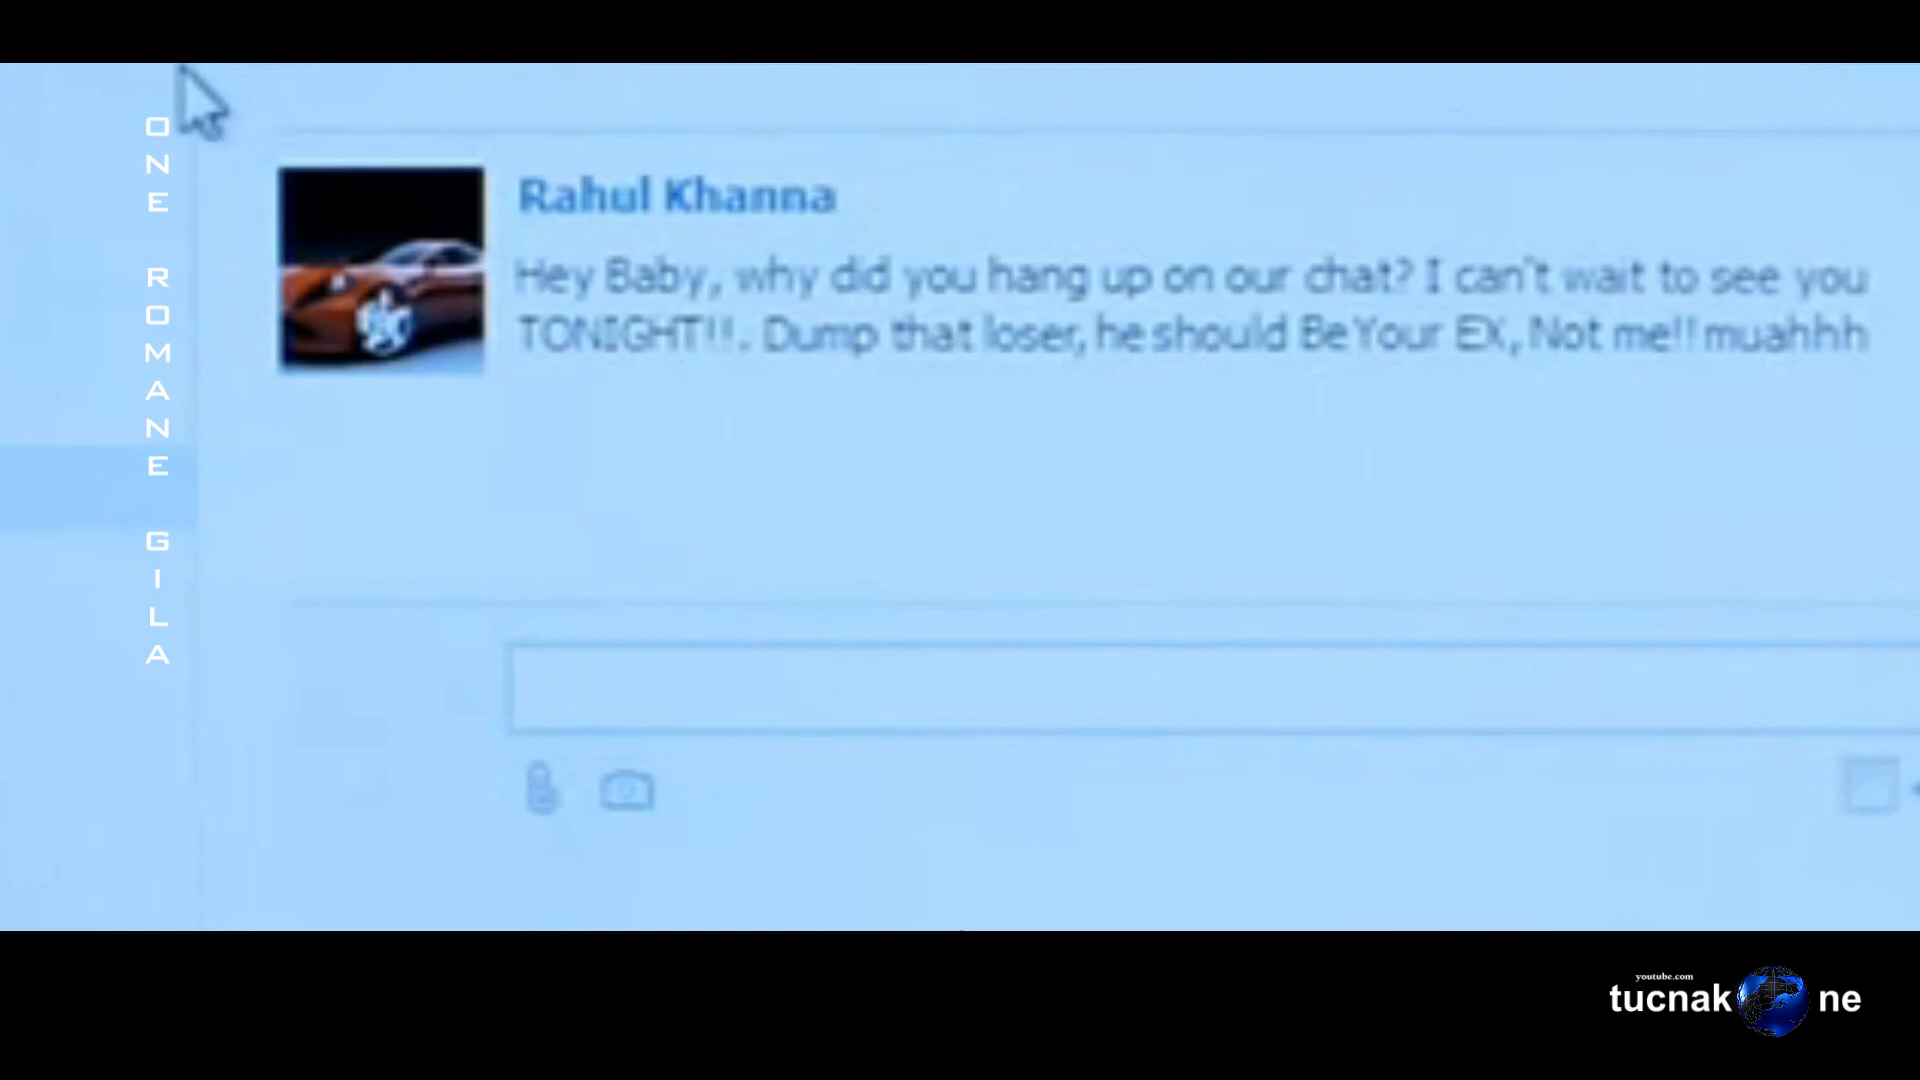 ONE ROMANE GILA
Rahul Khanna
Hey Baby, why did you hang up on our chat? I can't wait to see you
TONIGHT!!. Dump that loser, he should Be Your EX, Not me!! muahhh
youtube.com
tucnak ne